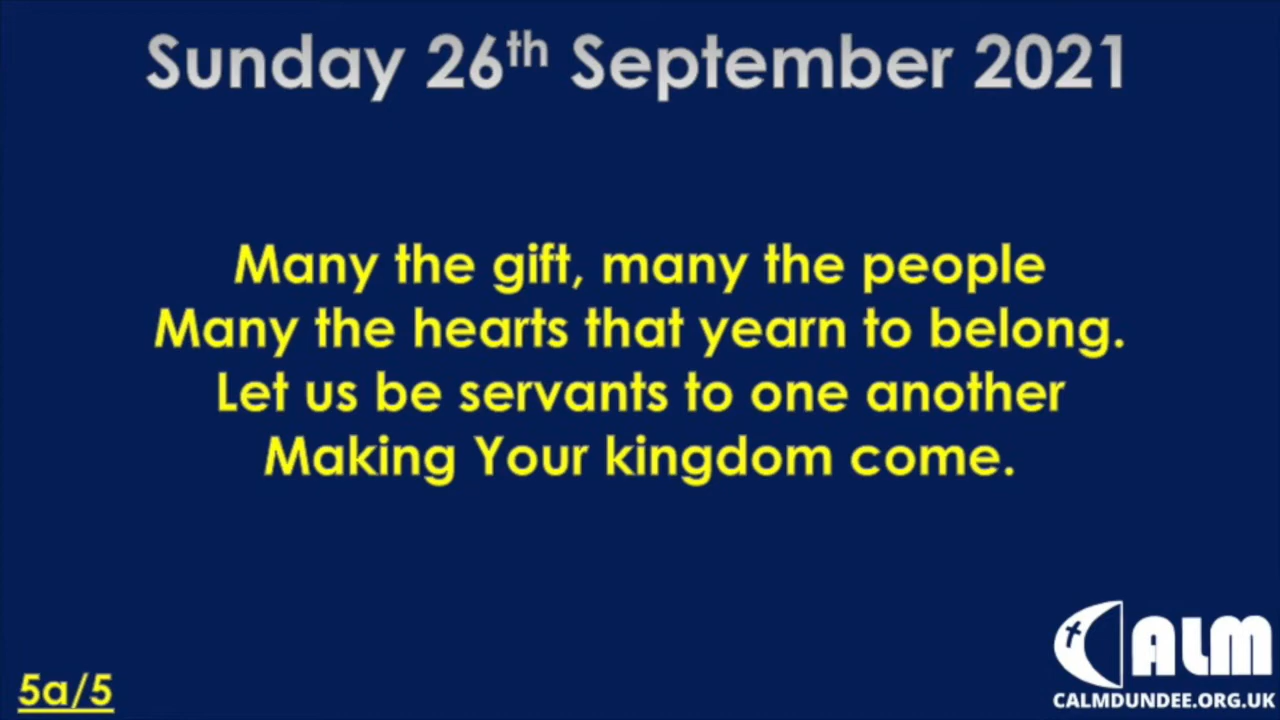 Sunday 26th September 2021
Many the gift, many the people
Many the hearts that yearn to belong.
Let us be servants to one another
Making Your kingdom come.
5a/5
CALM
CALMDUNDEE.ORG.UK